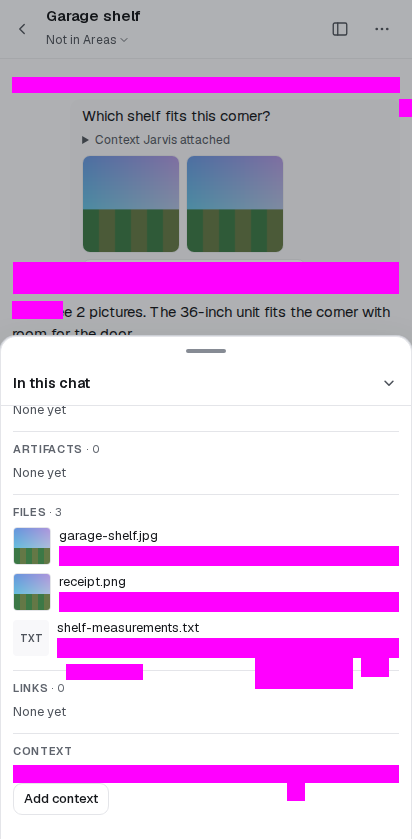 Garage shelf
Not in Areas
Which shelf fits this corner?
Context Jarvis attached
2 pictures. The 36-inch unit fits the corner with
room for the door
In this chat
None yet
ARTIFACTS · 0
None yet
FILES · 3
garage-shelf.jpg
receipt.png
TXT
shelf-measurements.txt
LINKS · 0
None yet
CONTEXT
Add context